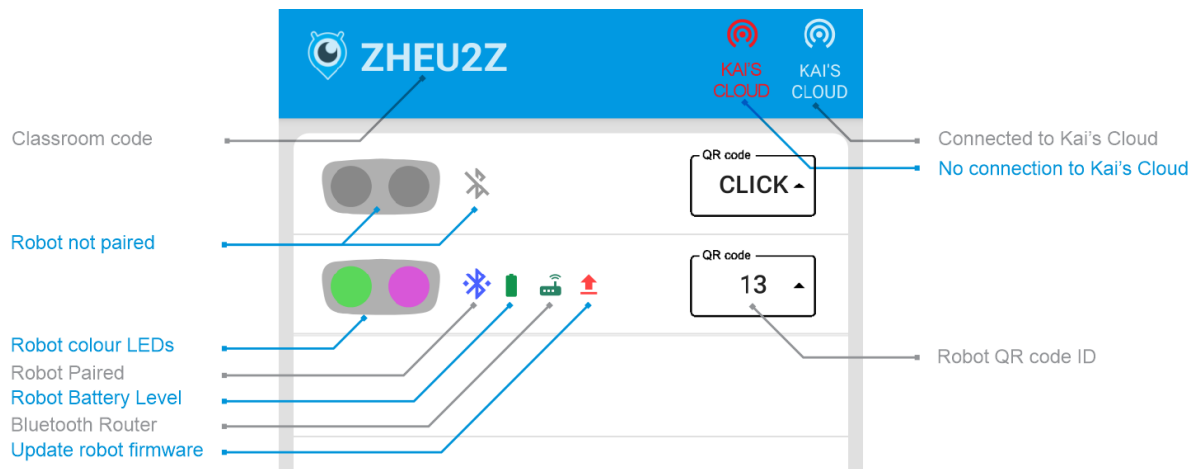 ZHEU2Z
KAI'S
CLOUD
KAI'S
CLOUD
Classroom code
Connected to Kai's Cloud
No connection to Kai's Cloud
QR code
CLICK
Robot not paired
QR code
13
Robot colour LEDs
Robot Paired
Robot Battery Level
Bluetooth Router
Update robot firmware
Robot QR code ID